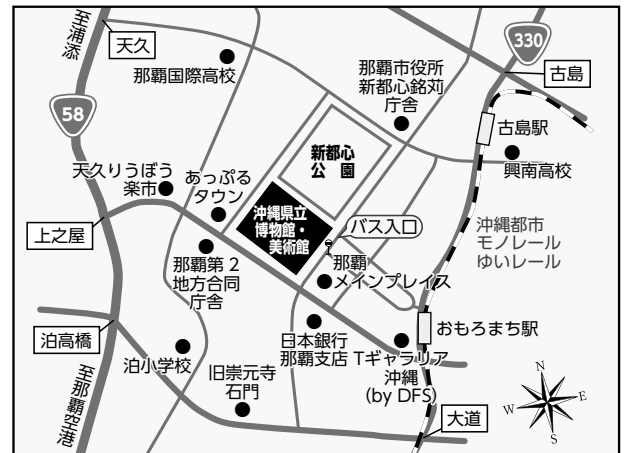 至浦添
天久
330
那覇国際高校
那覇市役所
新都心銘苅
庁舎
古島
58
古島駅
新都心
公園
興南高校
天久りうぼう
楽市
あっぷる
タウン
沖縄県立
博物館・
美術館
バス入口
沖縄都市
モノレール
ゆいレール
上之屋
那覇第2
地方合同
庁舎
那覇
メインプレイス
おもろまち駅
泊高橋
日本銀行
那覇支店
Tギャラリア
沖縄
(by DFS)
泊小学校
旧崇元寺
石門
至那覇空港
大道
N
W
E
S